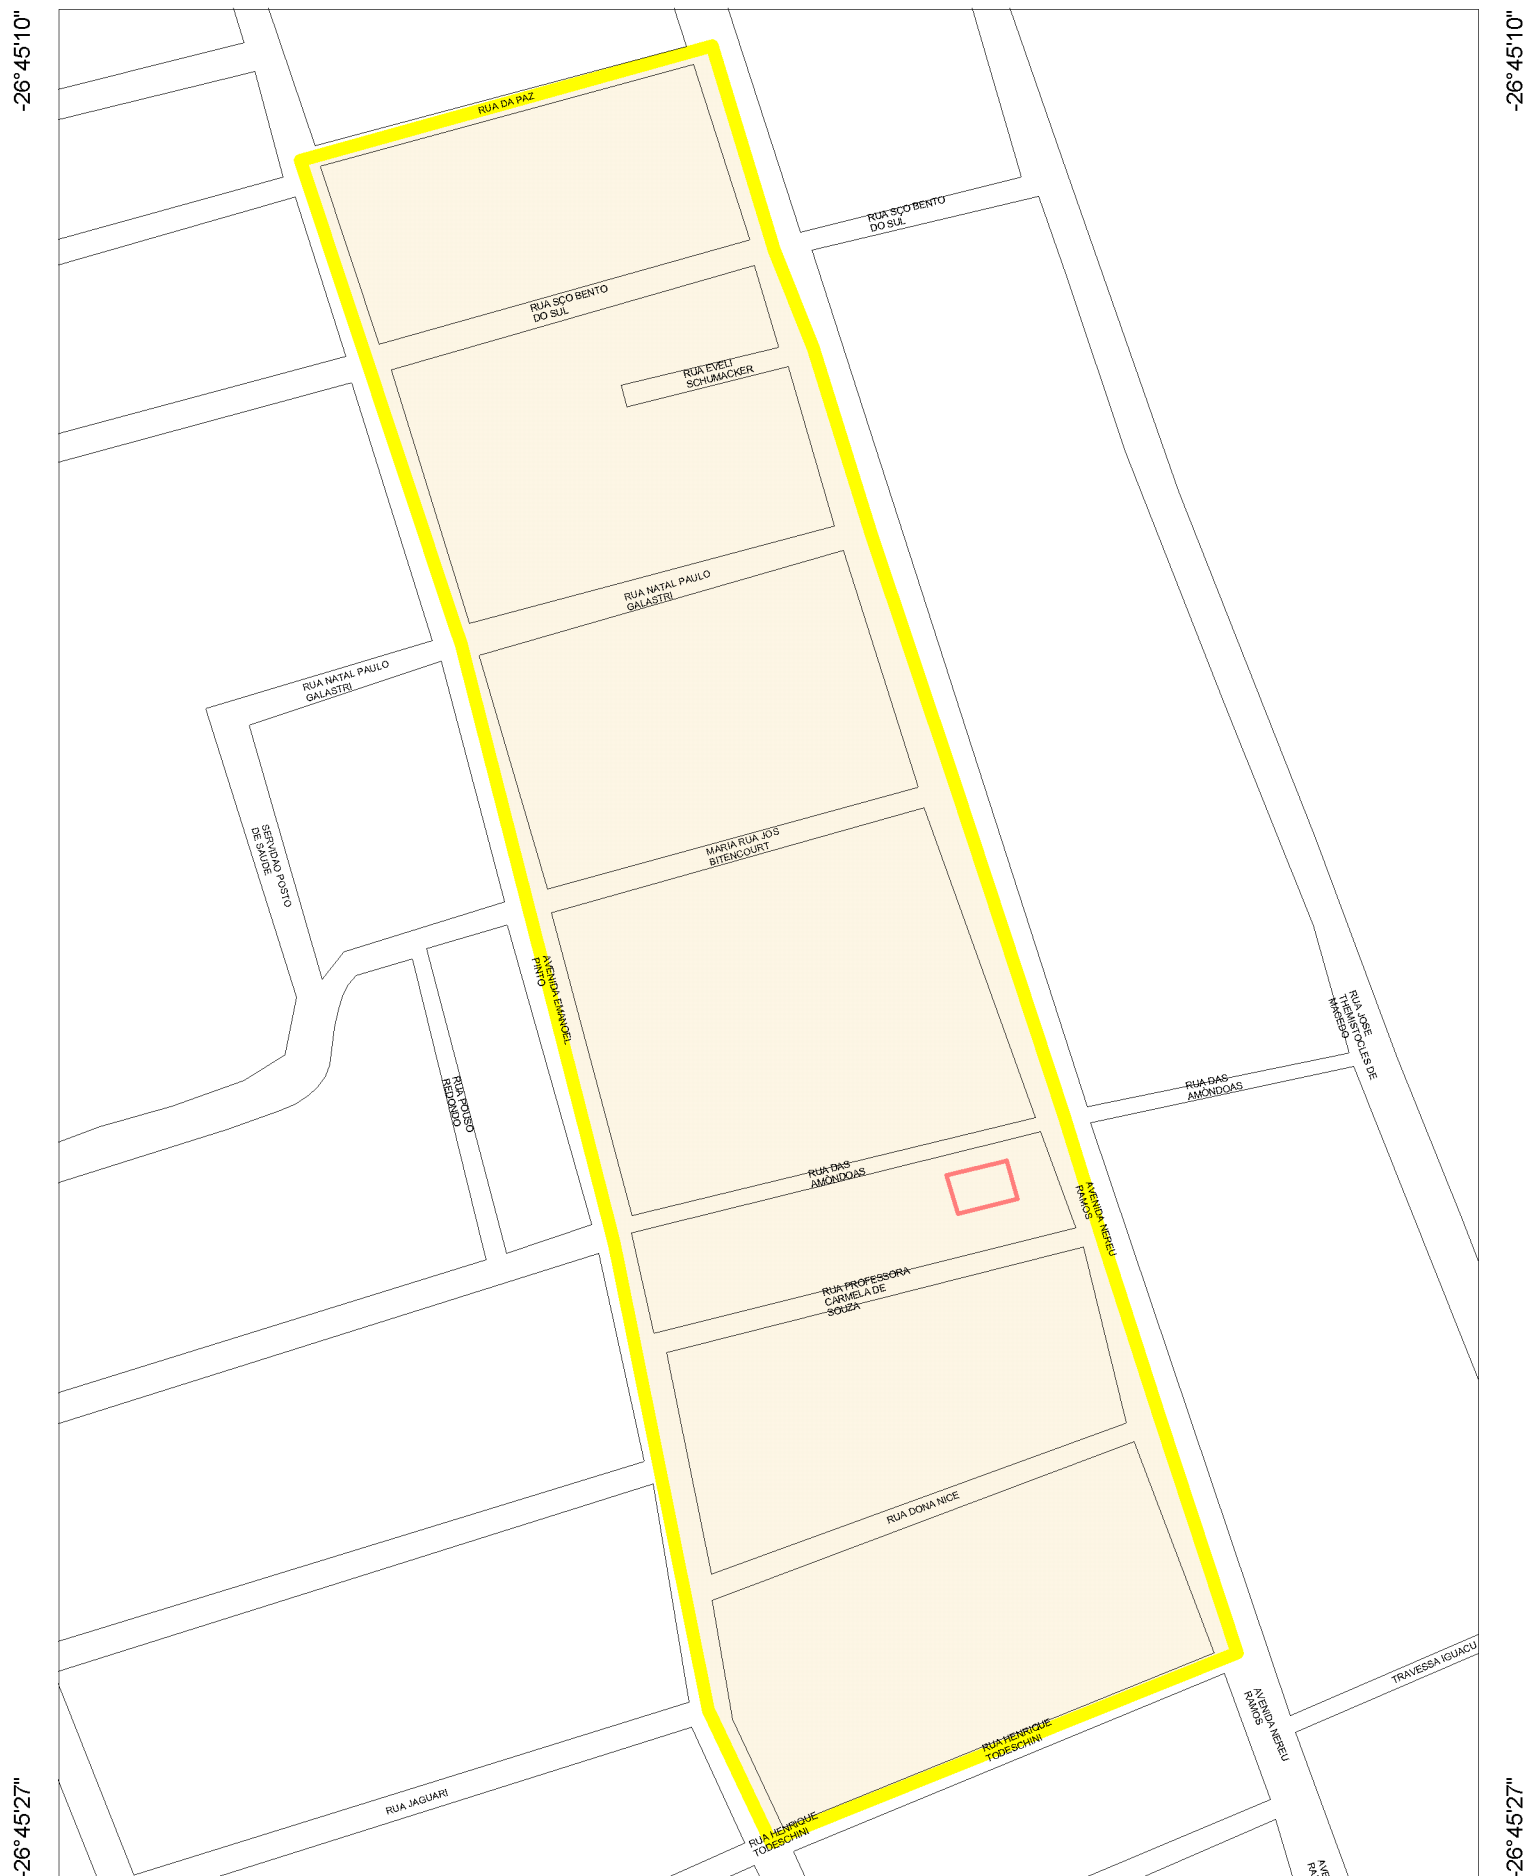 -26°45'10"
-26°45'10"
RUA DA PAZ
RUA SÇO BENTO
DO SUL
RUA SÇO BENTO
DO SUL
RUA EVELI
SCHUMACKER
RUA NATAL PAULO
GALASTRI
RUA NATAL PAULO
GALASTRI
SERVIDAO POSTO
DE SAUDE
MARIA RUA JOS
BITENCOURT
AVENIDA EMANOEL
PINTO
RUA JOSE
THEMISTOCLES DE
MACEDO
RUA POUSO
REDONDO
RUA DAS
AMÒNDOAS
RUA DAS
AMÒNDOAS
AVENIDA NEREU
RAMOS
RUA PROFESSORA
CARMELA DE
SOUZA
RUA DONA NICE
TRAVESSA IGUACU
AVENIDA NEREU
RAMOS
RUA HENRIQUE
TODESCHINI
RUA JAGUARI
RUA HENRIQUE
TODESCHINI
-26°45'27"
-26°45'27"